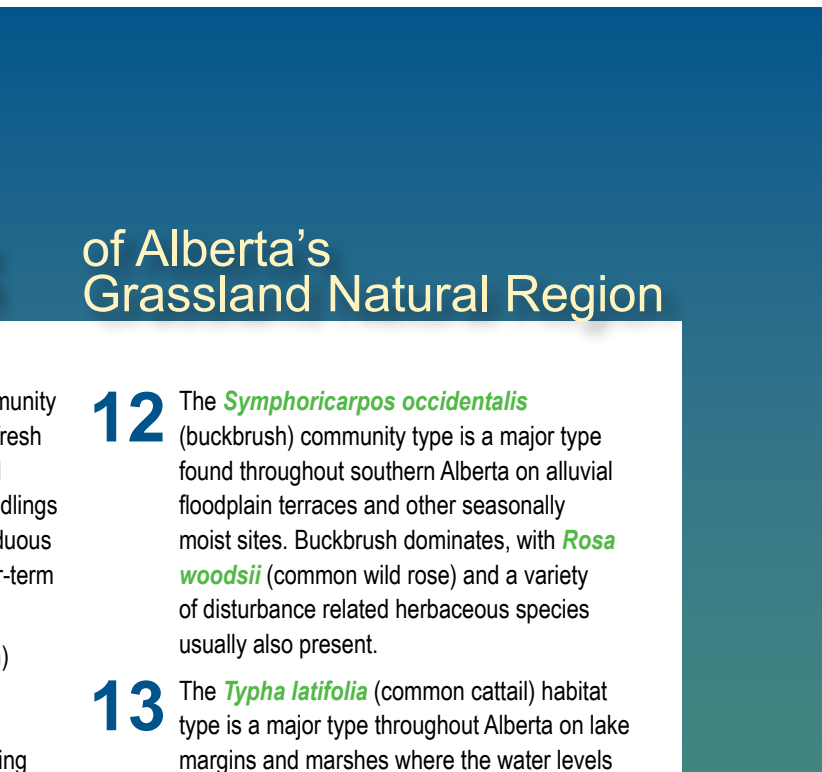 of Alberta's
Grassland Natural Region
fresh
r-term
)
12
The Symphoricarpos occidentalis
(buckbrush) community type is a major type
found throughout southern Alberta on alluvial
floodplain terraces and other seasonally
moist sites. Buckbrush dominates, with Rosa
woodsii (common wild rose) and a variety
of disturbance related herbaceous species
usually also present.
13
The Typha latifolia (common cattail) habitat
type is a major type throughout Alberta on lake
margins and marshes where the water levels